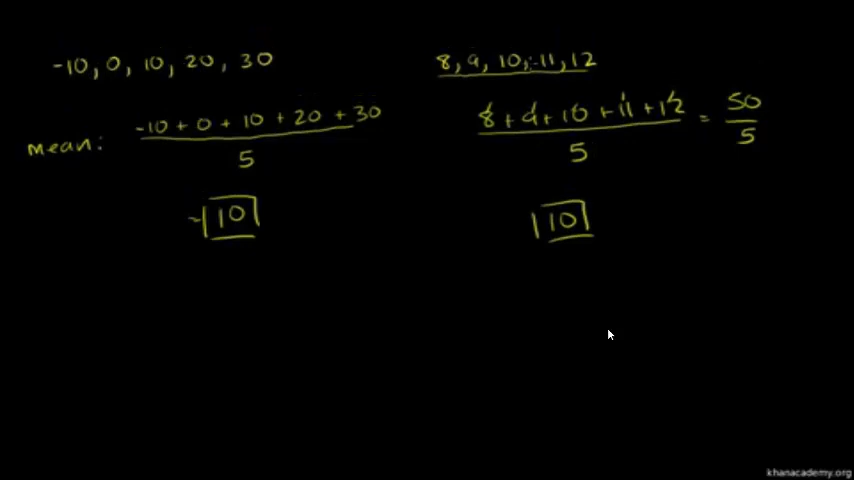 -10, 0, 10, 20, 30
8, 9, 10, 11, 12
mean:
-10 + 0 + 10 + 20 + 30
5
8 + 9 + 10 + 11 + 12
5
= 50
5
= 10
10
khanacademy.org